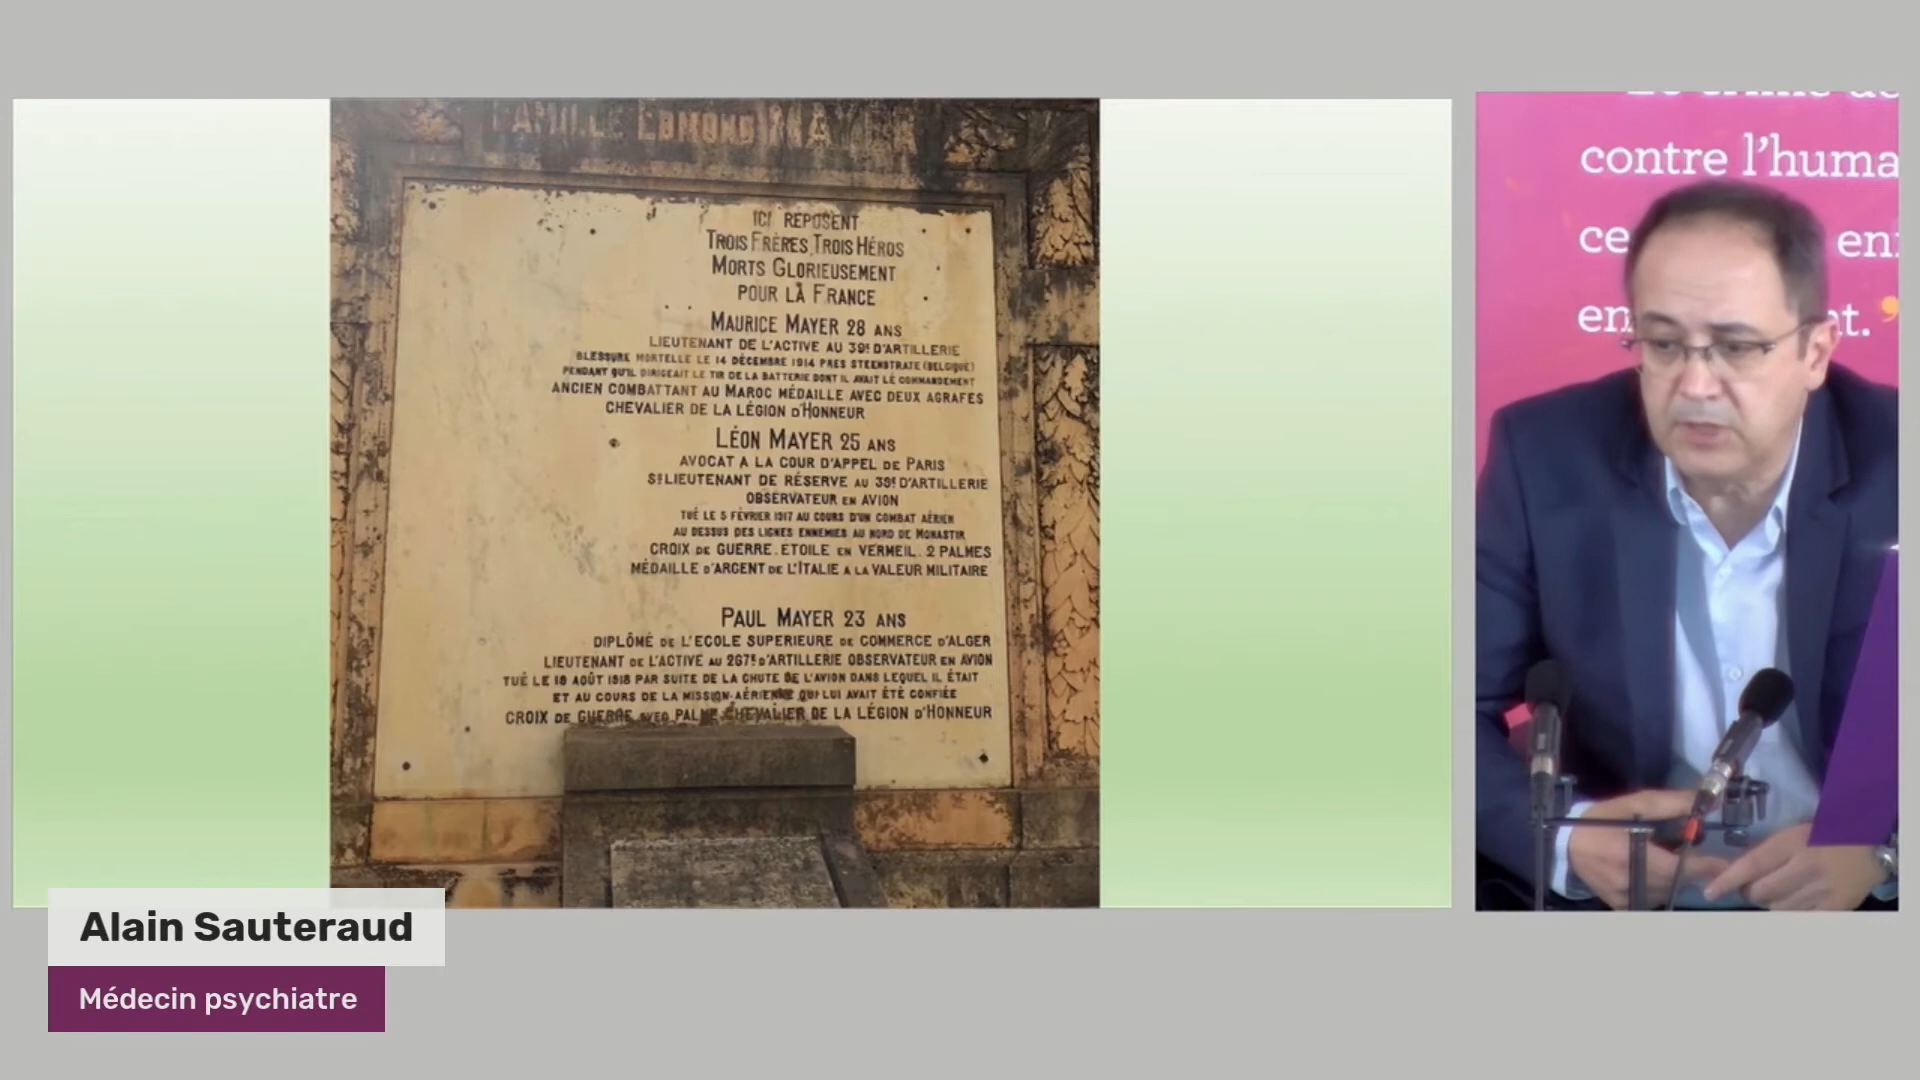 FAMILLE EDMOND MAYER
ICI REPOSENT
TROIS FRÈRES, TROIS HÉROS
MORTS GLORIEUSEMENT
POUR LA FRANCE
MAURICE MAYER 28 ANS
LIEUTENANT DE L'ACTIVE AU 39E D'ARTILLERIE
BLESSURE MORTELLE LE 14 DÉCEMBRE 1914 PRÈS STEENSTRATE (BELGIQUE)
PENDANT QU'IL DIRIGEAIT LE TIR DE LA BATTERIE DONT IL AVAIT LE COMMANDEMENT
ANCIEN COMBATTANT AU MAROC MÉDAILLE AVEC DEUX AGRAFES
CHEVALIER DE LA LÉGION D'HONNEUR
LÉON MAYER 25 ANS
AVOCAT A LA COUR D'APPEL DE PARIS
ST LIEUTENANT DE RÉSERVE AU 39E D'ARTILLERIE
OBSERVATEUR EN AVION
TUÉ LE 5 FÉVRIER 1917 AU COURS D'UN COMBAT AÉRIEN
AU DESSUS DES LIGNES ENNEMIES AU NORD DE MONASTIR
CROIX DE GUERRE. ETOILE EN VERMEIL. 2 PALMES
MÉDAILLE D'ARGENT DE L'ITALIE A LA VALEUR MILITAIRE
PAUL MAYER 23 ANS
DIPLÔMÉ DE L'ECOLE SUPERIEURE DE COMMERCE D'ALGER
LIEUTENANT DE L'ACTIVE AU 267E D'ARTILLERIE OBSERVATEUR EN AVION
TUÉ LE 18 AOÛT 1918 PAR SUITE DE LA CHUTE DE L'AVION DANS LEQUEL IL ÉTAIT
ET AU COURS DE LA MISSION AÉRIENNE QUI LUI AVAIT ÉTÉ CONFIÉE
CROIX DE GUERRE AVEC PALME CHEVALIER DE LA LÉGION D'HONNEUR
contre l'huma
ce en
en t.
Alain Sauteraud
Médecin psychiatre